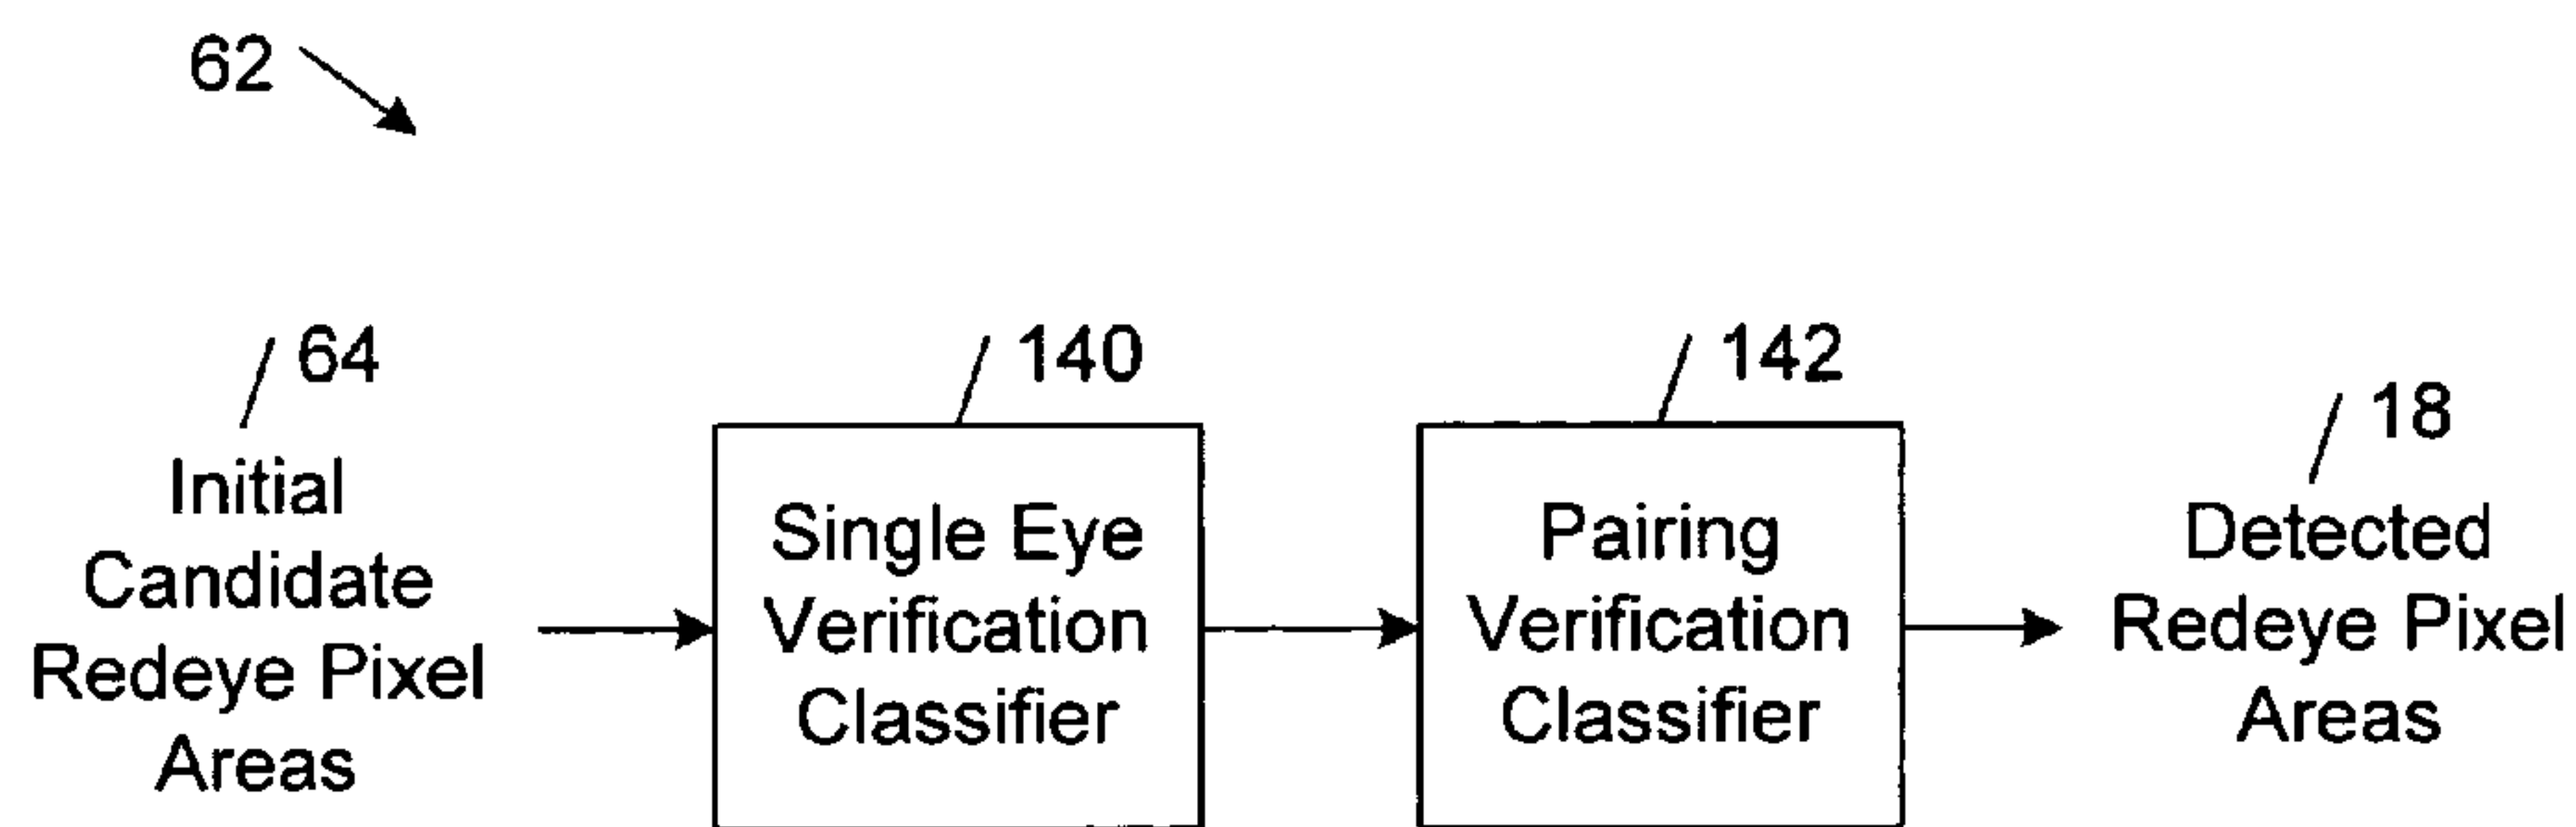 62
64
Initial
Candidate
Redeye Pixel
Areas
140
Single Eye
Verification
Classifier
142
Pairing
Verification
Classifier
18
Detected
Redeye Pixel
Areas